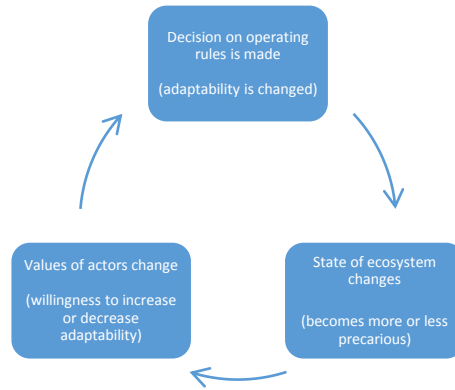 Decision on operating
rules is made
(adaptability is changed)
Values of actors change
(willingness to increase
or decrease
adaptability)
State of ecosystem
changes
(becomes more or less
precarious)